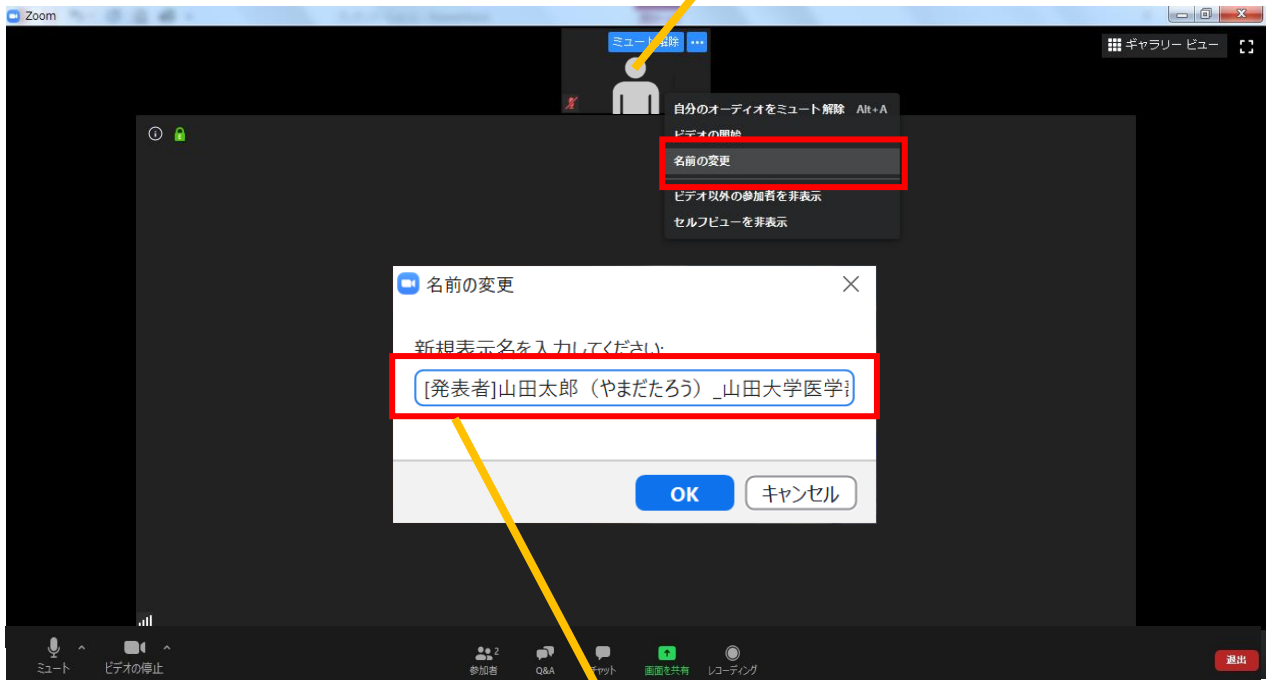 Zoom
ミュート解除 ...
ギャラリー ビュー
自分のオーディオをミュート解除 Alt+A
ビデオの開始
名前の変更
ビデオ以外の参加者を非表示
セルフビューを非表示
名前の変更
新規表示名を入力してください:
[発表者]山田太郎（やまだたろう）_山田大学医学
OK
キャンセル
ミュート
ビデオの停止
2
参加者
Q&A
チャット
画面を共有
レコーディング
退出